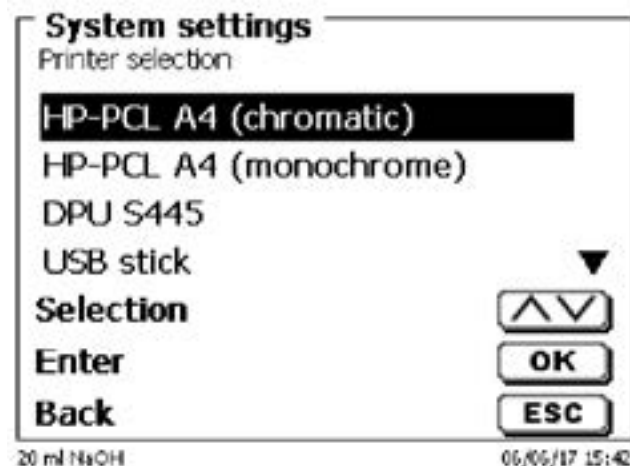 System settings
Printer selection
HP-PCL A4 (chromatic)
HP-PCL A4 (monochrome)
DPU S445
USB stick
Selection
Enter OK
Back ESC
20 ml NaOH 06/06/17 15:42